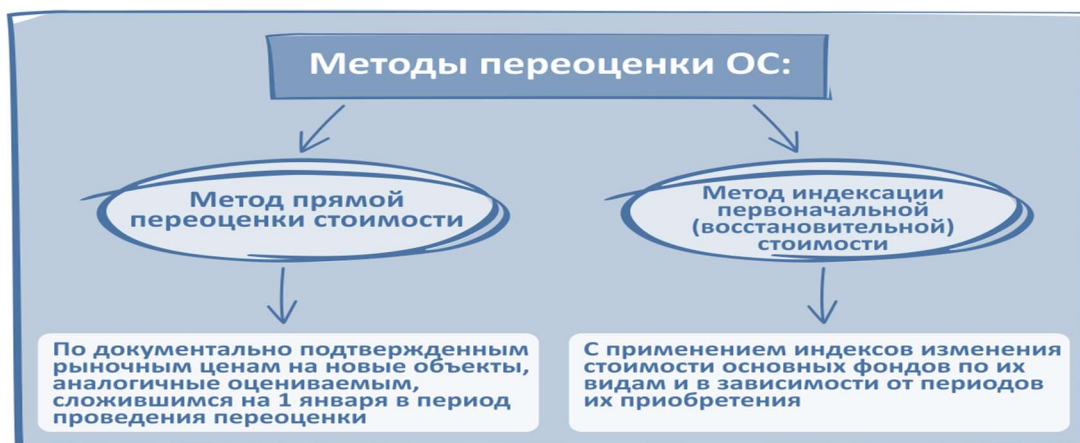 Методы переоценки ОС:
Метод прямой
переоценки стоимости
Метод индексации
первоначальной
(восстановительной)
стоимости
По документально подтвержденным
рыночным ценам на новые объекты,
аналогичные оцениваемым,
сложившимся на 1 января в период
проведения переоценки
С применением индексов изменения
стоимости основных фондов по их
видам и в зависимости от периодов
их приобретения